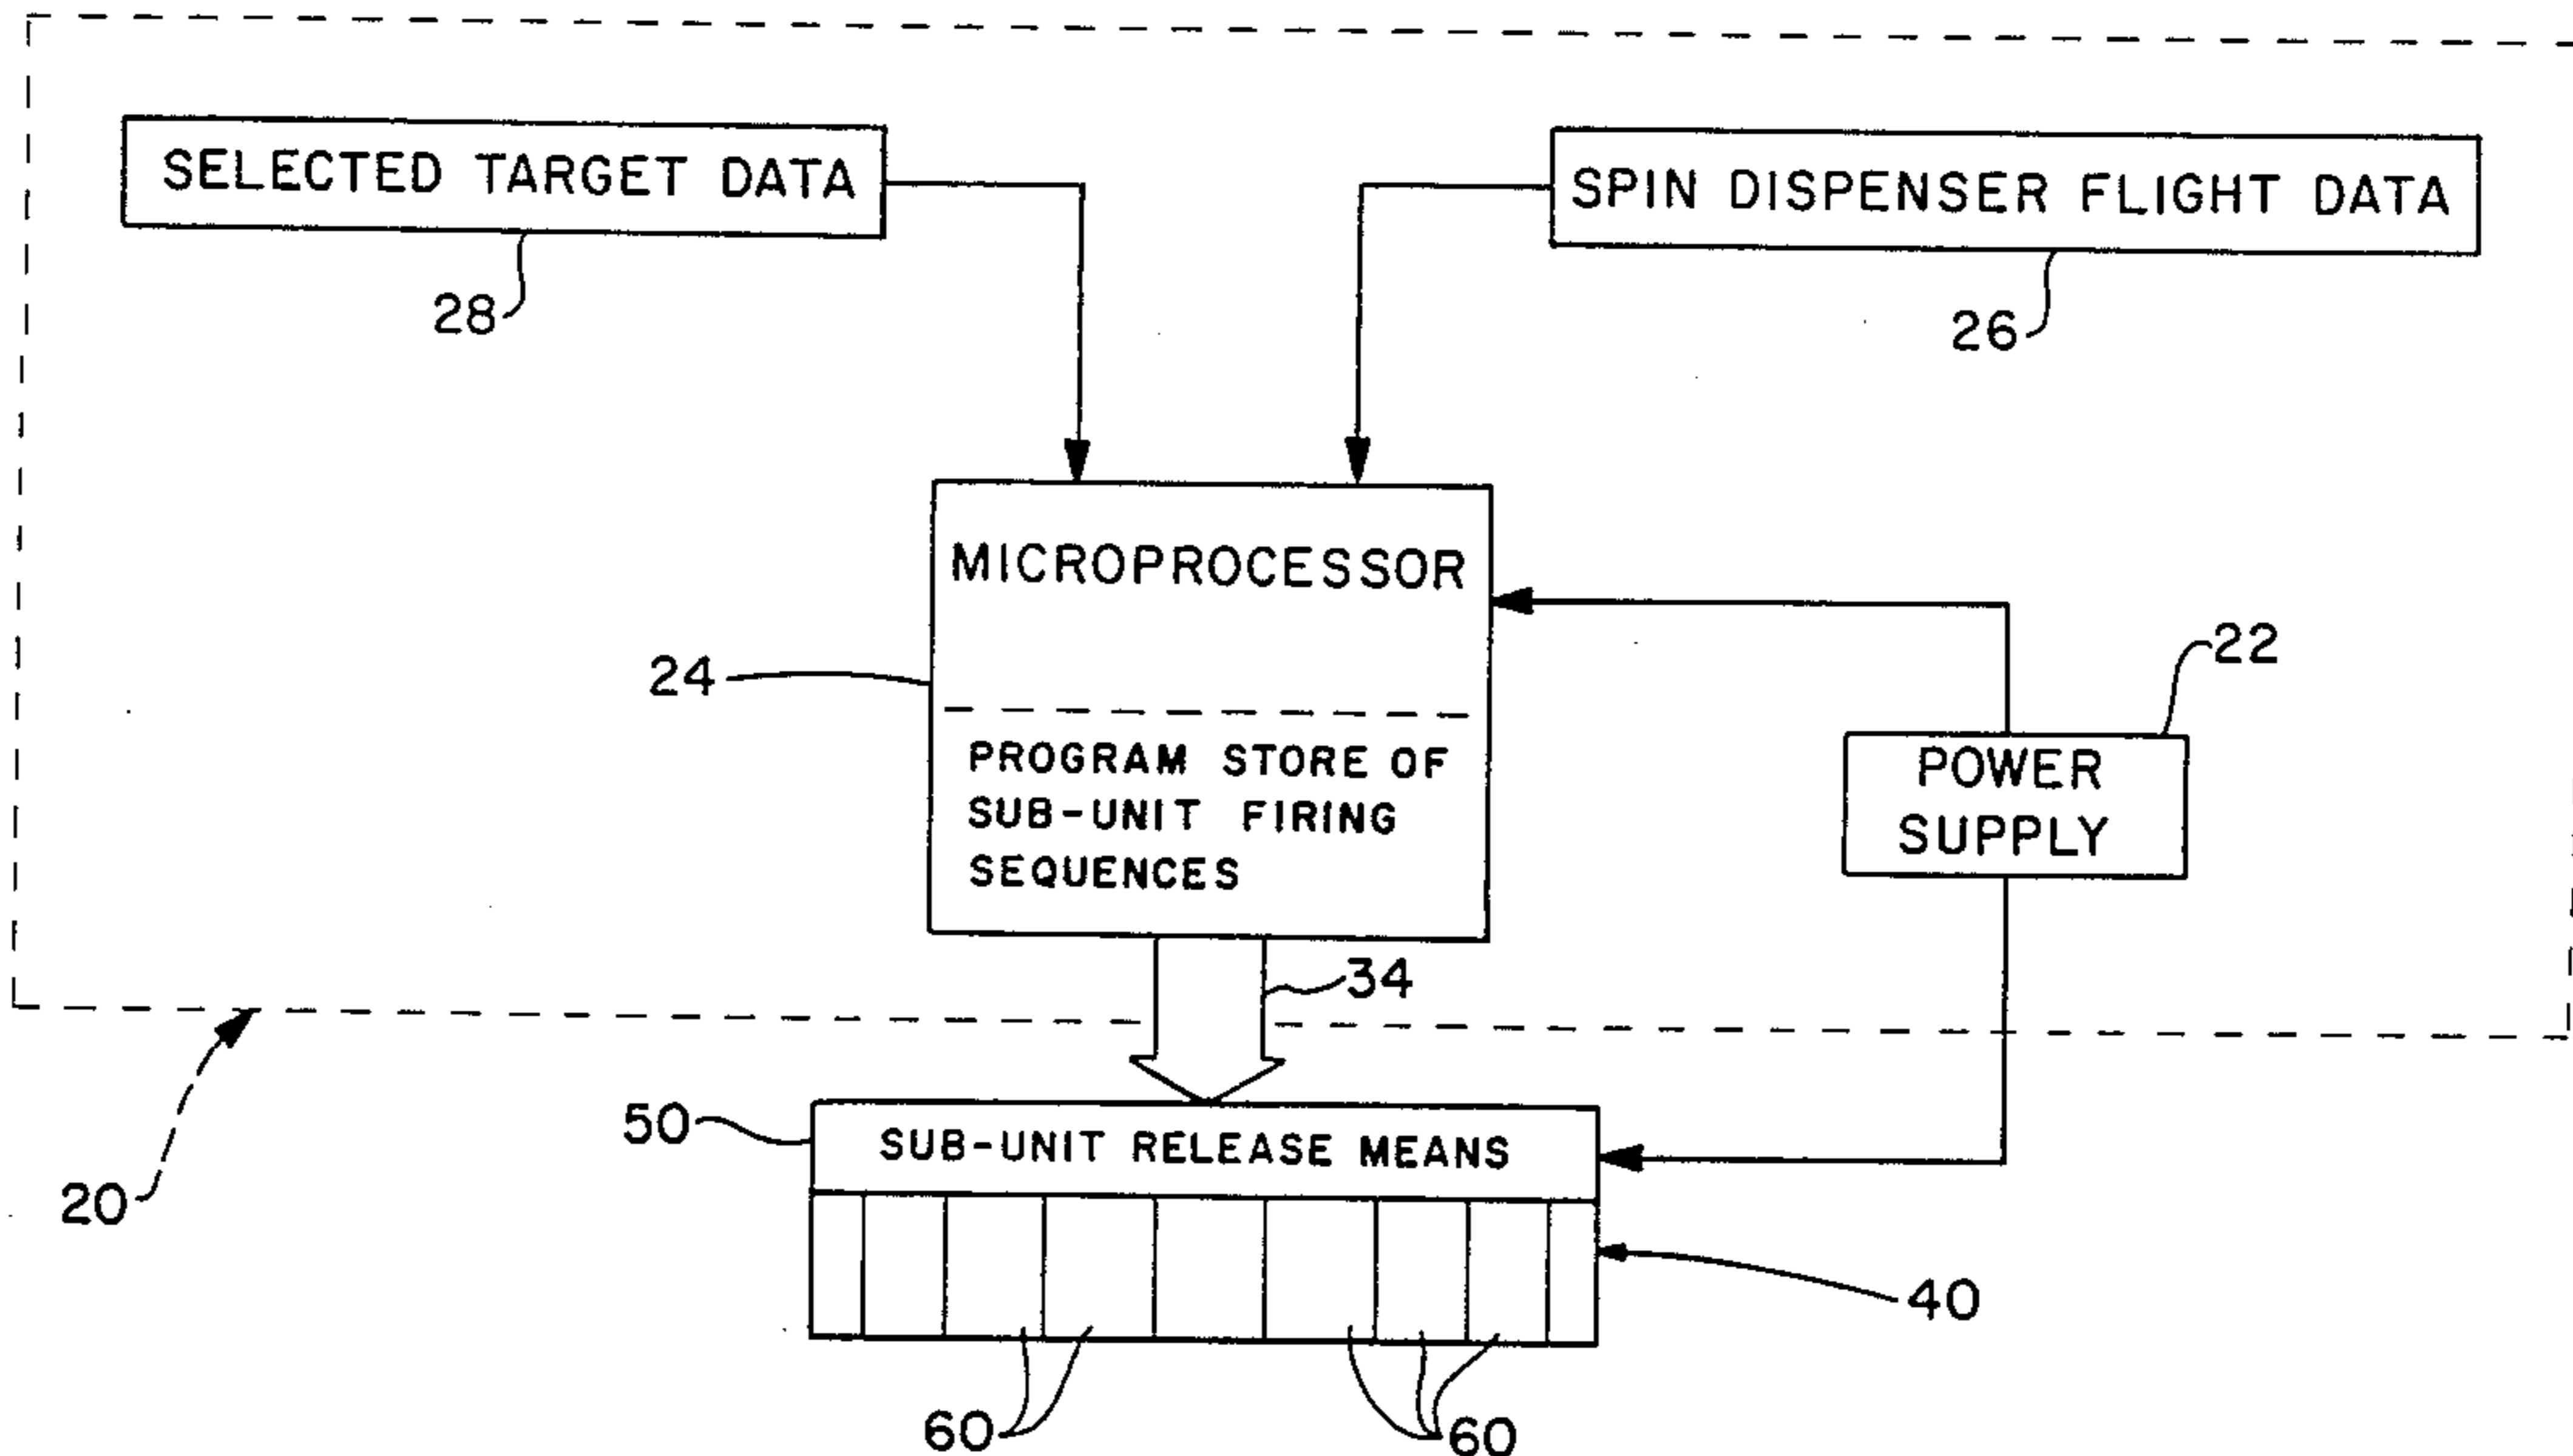 SELECTED TARGET DATA
SPIN DISPENSER FLIGHT DATA
28
26
MICROPROCESSOR
24
22
PROGRAM STORE OF
SUB-UNIT FIRING
SEQUENCES
POWER
SUPPLY
34
20
50
SUB-UNIT RELEASE MEANS
40
60
60